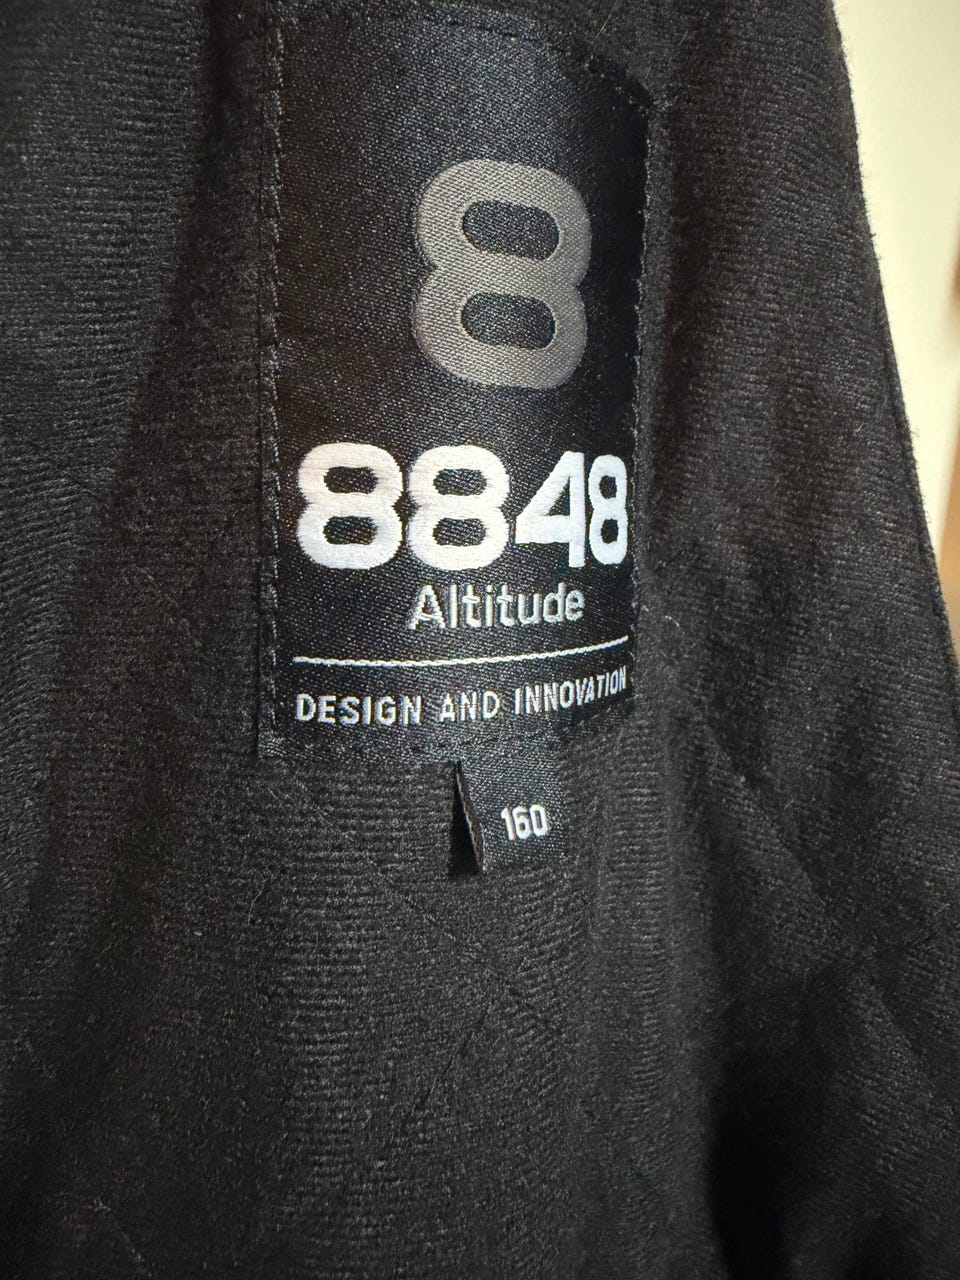 8
8848
Altitude
DESIGN AND INNOVATION
160